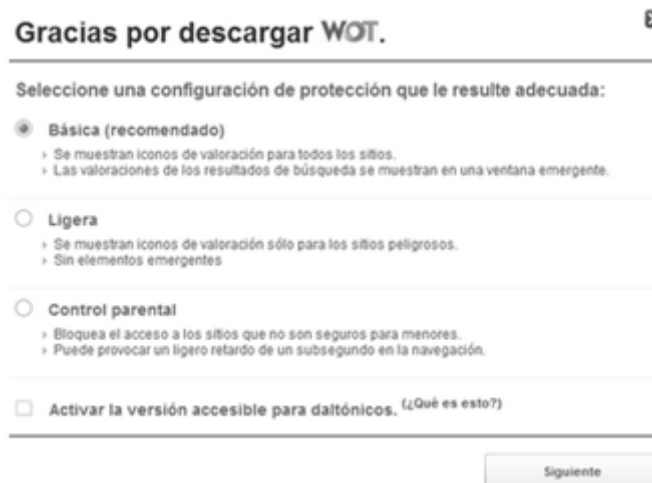 Gracias por descargar WOT.
Seleccione una configuración de protección que le resulte adecuada:
Básica (recomendado)
› Se muestran iconos de valoración para todos los sitios.
› Las valoraciones de los resultados de búsqueda se muestran en una ventana emergente.
Ligera
› Se muestran iconos de valoración sólo para los sitios peligrosos.
› Sin elementos emergentes
Control parental
› Bloquea el acceso a los sitios que no son seguros para menores.
› Puede provocar un ligero retardo de un subsegundo en la navegación.
Activar la versión accesible para daltónicos. (¿Qué es esto?)
Siguiente